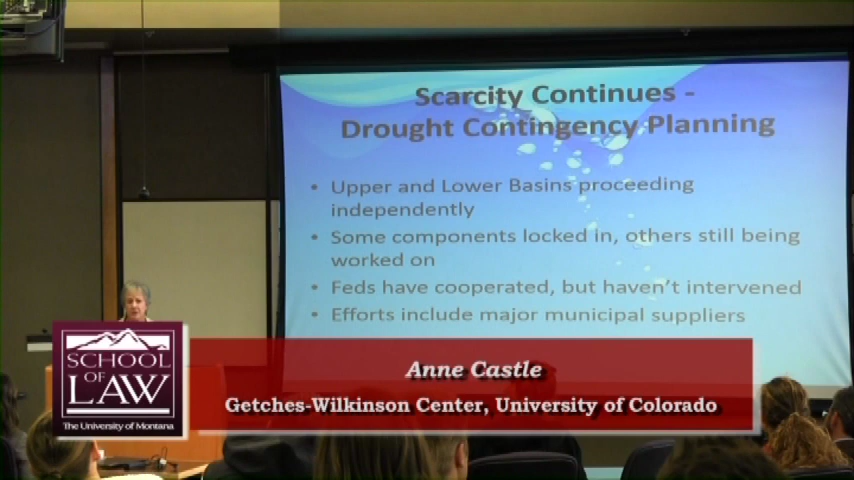 Scarcity Continues -
Drought Contingency Planning
• Upper and Lower Basins proceeding
independently
• Some components locked in, others still being
worked on
• Feds have cooperated, but haven't intervened
• Efforts include major municipal suppliers
SCHOOL
OF
LAW
The University of Montana
Anne Castle
Getches-Wilkinson Center, University of Colorado